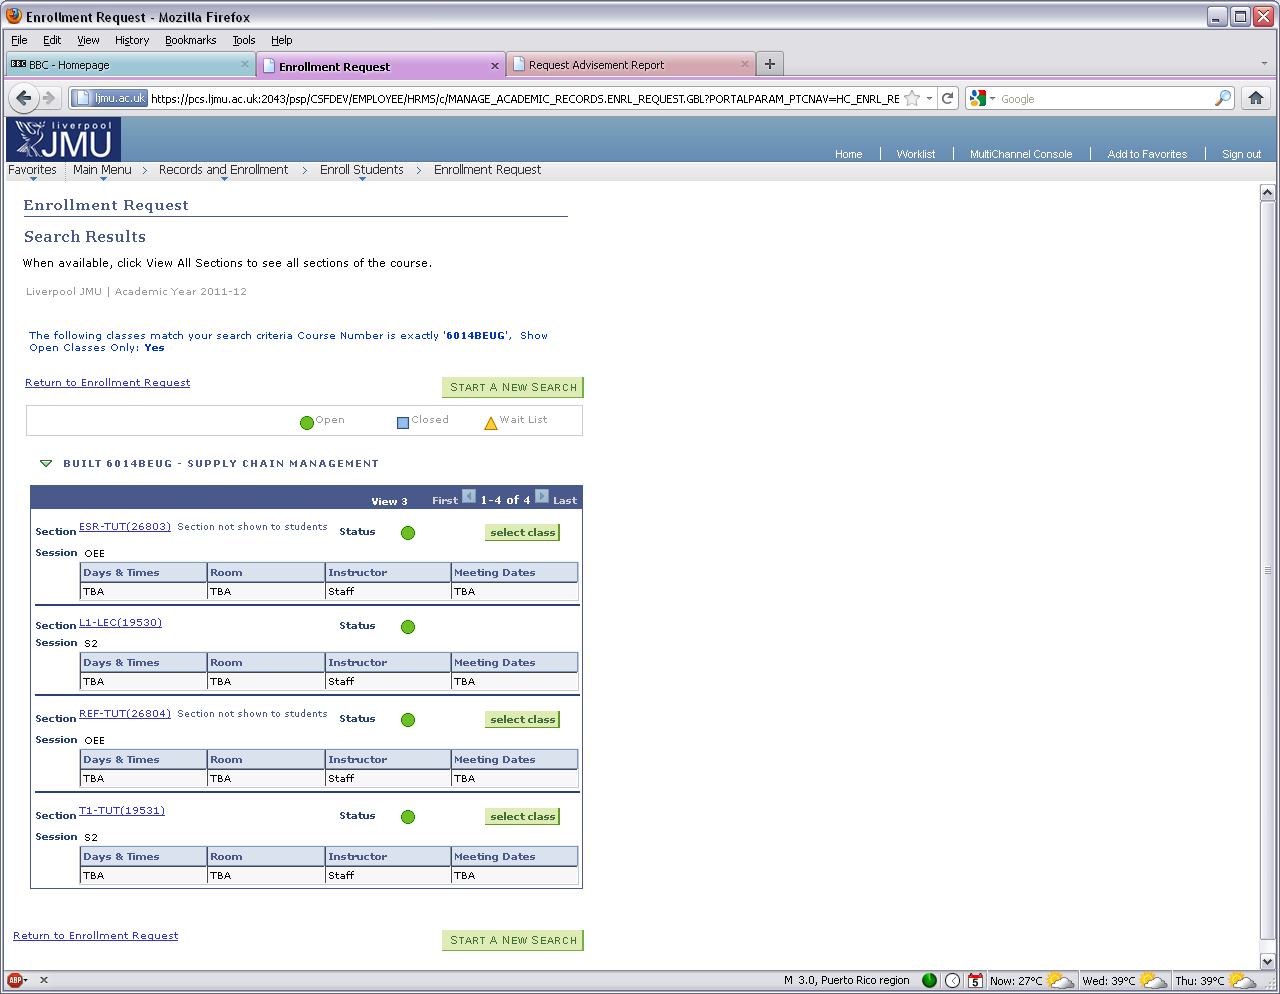 Enrollment Request - Mozilla Firefox
File Edit View History Bookmarks Tools Help
BBC BBC - Homepage × Enrollment Request × Request Advisement Report × +
ljmu.ac.uk https://pcs.ljmu.ac.uk:2043/psp/CSFDEV/EMPLOYEE/HRMS/c/MANAGE_ACADEMIC_RECORDS.ENRL_REQUEST.GBL?PORTALPARAM_PTCNAV=HC_ENRL_RE Google
liverpool
JMU
Home Worklist MultiChannel Console Add to Favorites Sign out
Favorites Main Menu > Records and Enrollment > Enroll Students > Enrollment Request
Enrollment Request
Search Results
When available, click View All Sections to see all sections of the course.
Liverpool JMU | Academic Year 2011-12
The following classes match your search criteria Course Number is exactly '6014BEUG', Show
Open Classes Only: Yes
Return to Enrollment Request START A NEW SEARCH
Open Closed Wait List
BUILT 6014BEUG - SUPPLY CHAIN MANAGEMENT
View 3 First 1-4 of 4 Last
Section ESR-TUT(26803) Section not shown to students Status select class
Session OEE
Days & Times Room Instructor Meeting Dates
TBA TBA Staff TBA
Section L1-LEC(19530) Status
Session S2
Days & Times Room Instructor Meeting Dates
TBA TBA Staff TBA
Section REF-TUT(26804) Section not shown to students Status select class
Session OEE
Days & Times Room Instructor Meeting Dates
TBA TBA Staff TBA
Section T1-TUT(19531) Status select class
Session S2
Days & Times Room Instructor Meeting Dates
TBA TBA Staff TBA
Return to Enrollment Request START A NEW SEARCH
ABP × M 3.0, Puerto Rico region 5 Now: 27°C Wed: 39°C Thu: 39°C